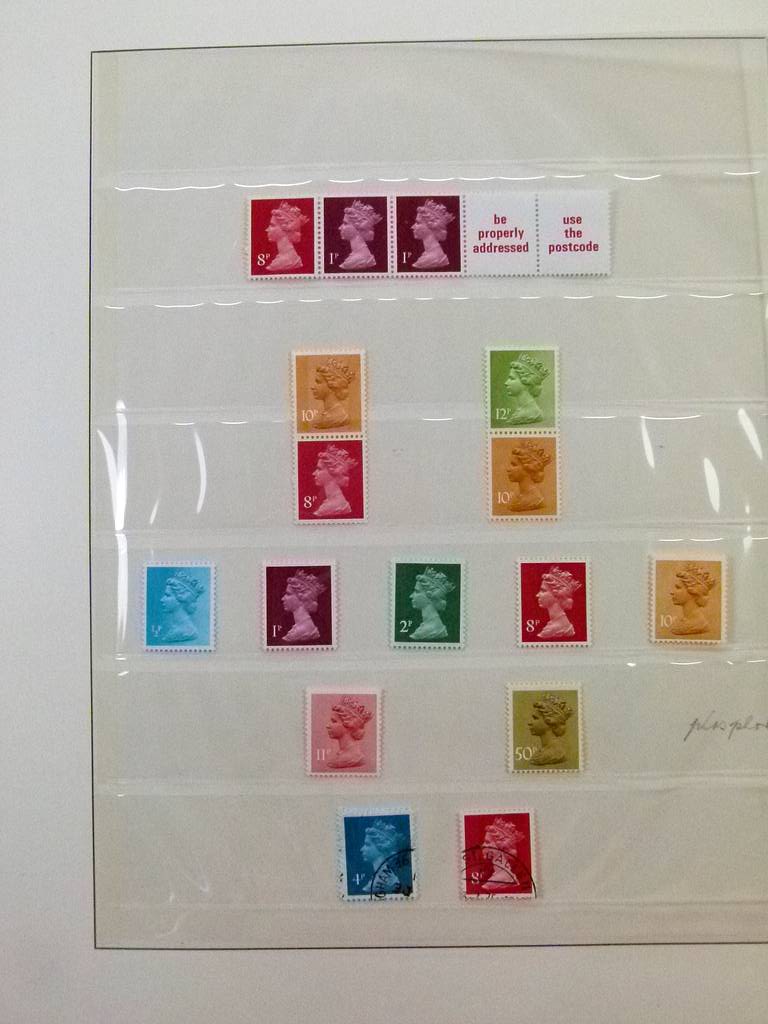 8P 1P 1P
be
properly
addressed
use
the
postcode
10P
12P
8P
10P
½P 1P 2P 8P 10P
11P
50P
4P
8P